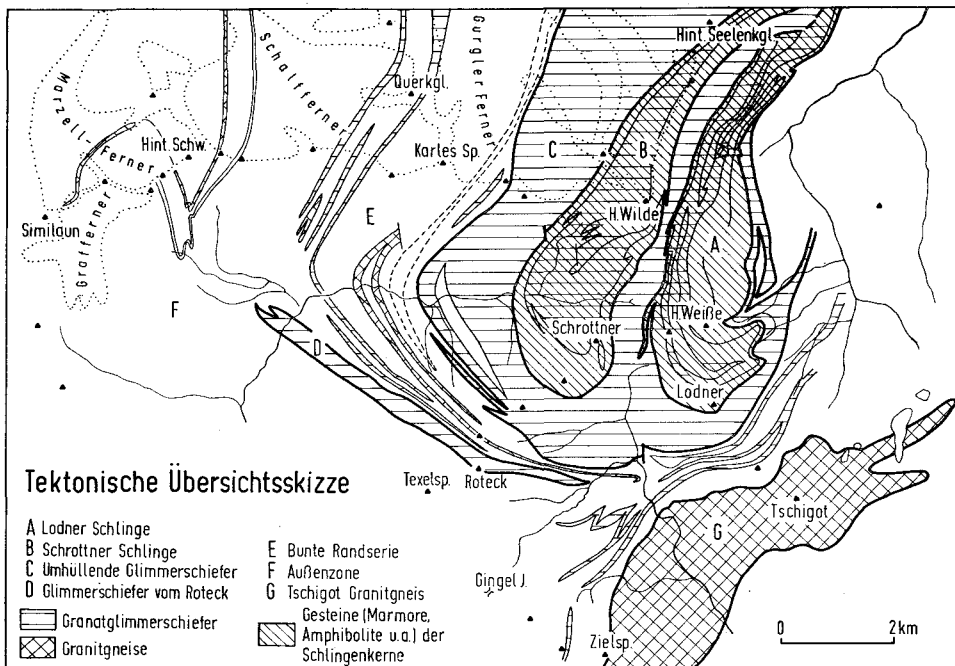 Hint. Seelenkgl.
Gurgler Ferner
Schalfferner
Querkgl.
Marzell-
Ferner
Hint. Schw.
Karles Sp.
C
B
E
H. Wilde
A
Similaun
Grafferner
F
H. Weiße
Schrottner
D
Lodner
Tektonische Übersichtsskizze
Texelsp.
Roteck
Tschigot
G
A Lodner Schlinge
B Schrottner Schlinge
C Umhüllende Glimmerschiefer
D Glimmerschiefer vom Roteck
Granatglimmerschiefer
Granitgneise
E Bunte Randserie
F Außenzone
G Tschigot Granitgneis
Gesteine (Marmore,
Amphibolite u.a.) der
Schlingenkerne
Gingel J.
Zielsp.
0 2km